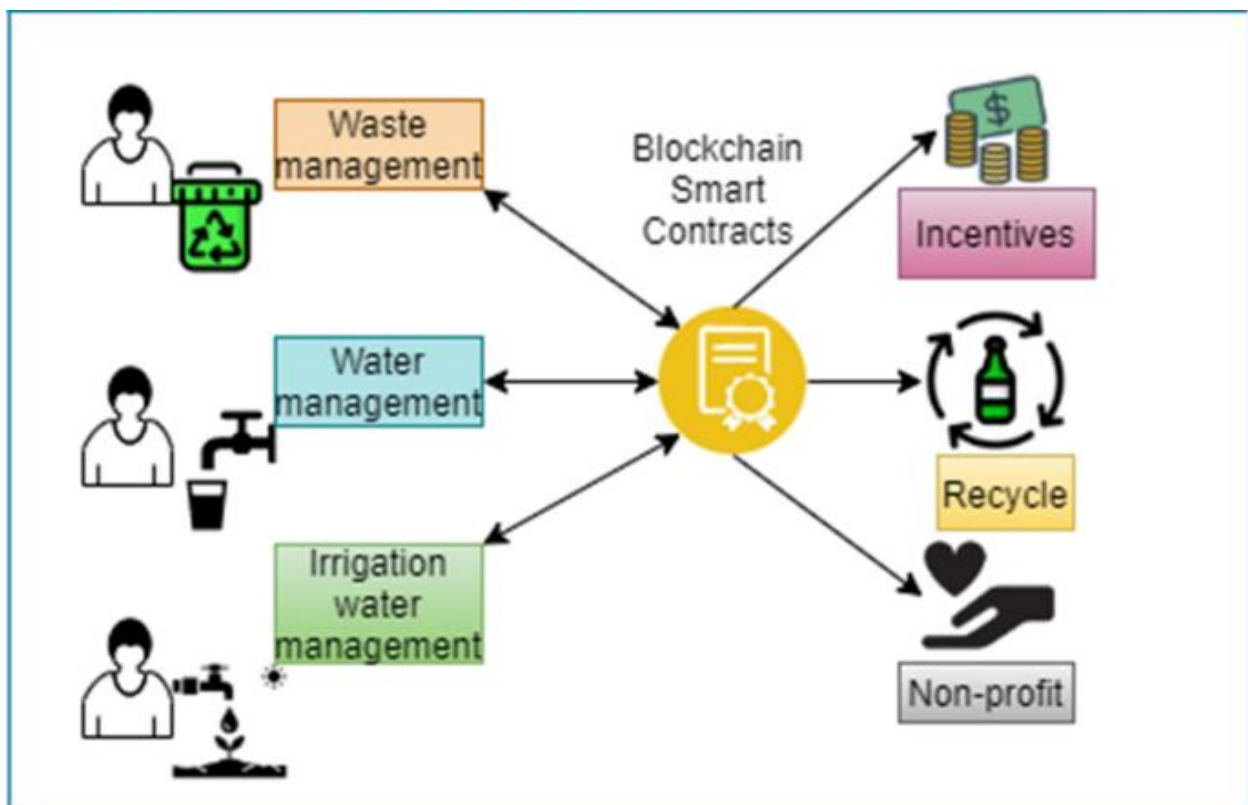 Waste
management
Blockchain
Smart
Contracts
$
Incentives
Water
management
Recycle
Irrigation
water
management
Non-profit